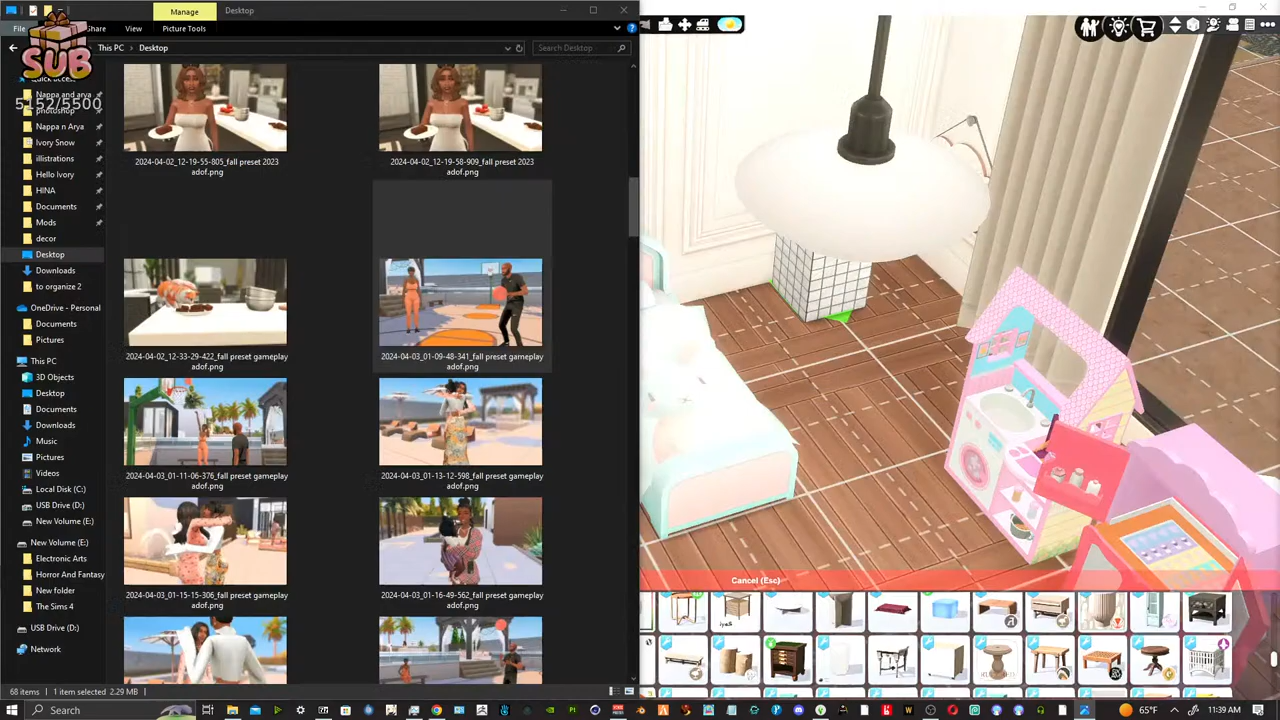 Manage
Desktop
File
Share
View
Picture Tools
This PC
Desktop
Search Desktop
SUB
5152/5500
Quick access
Nappa and arya
photoshop
Nappa n Arya
Ivory Snow
illistrations
Hello Ivory
HINA
Documents
Mods
decor
Desktop
Downloads
to organize 2
OneDrive - Personal
Documents
Pictures
This PC
3D Objects
Desktop
Documents
Downloads
Music
Pictures
Videos
Local Disk (C:)
USB Drive (D:)
New Volume (E:)
New Volume (E:)
Electronic Arts
Horror And Fantasy
New folder
The Sims 4
USB Drive (D:)
Network
2024-04-02_12-19-55-805_fall preset 2023
adof.png
2024-04-02_12-19-58-909_fall preset 2023
adof.png
2024-04-02_12-33-29-422_fall preset gameplay
adof.png
2024-04-03_01-09-48-341_fall preset gameplay
adof.png
2024-04-03_01-11-06-376_fall preset gameplay
adof.png
2024-04-03_01-13-12-598_fall preset gameplay
adof.png
2024-04-03_01-15-15-306_fall preset gameplay
adof.png
2024-04-03_01-16-49-562_fall preset gameplay
adof.png
68 items
1 item selected 2.29 MB
Cancel (Esc)
Search
65°F
11:39 AM